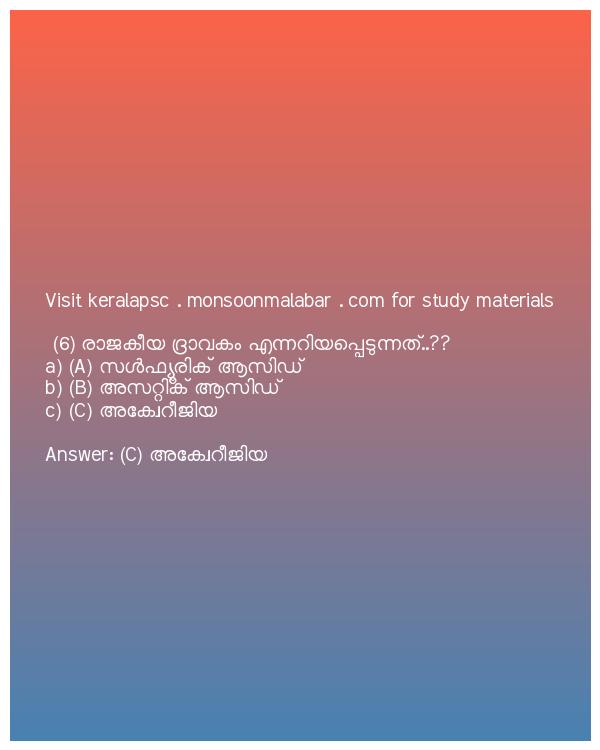 Visit keralapsc . monsoonmalabar . com for study materials
(6) രാജകീയ ദ്രാവകം എന്നറിയപ്പെടുന്നത്..??
a) (A) സൾഫ്യൂരിക് ആസിഡ്
b) (B) അസറ്റിക് ആസിഡ്
c) (C) അക്വേറീജിയ
Answer: (C) അക്വേറീജിയ